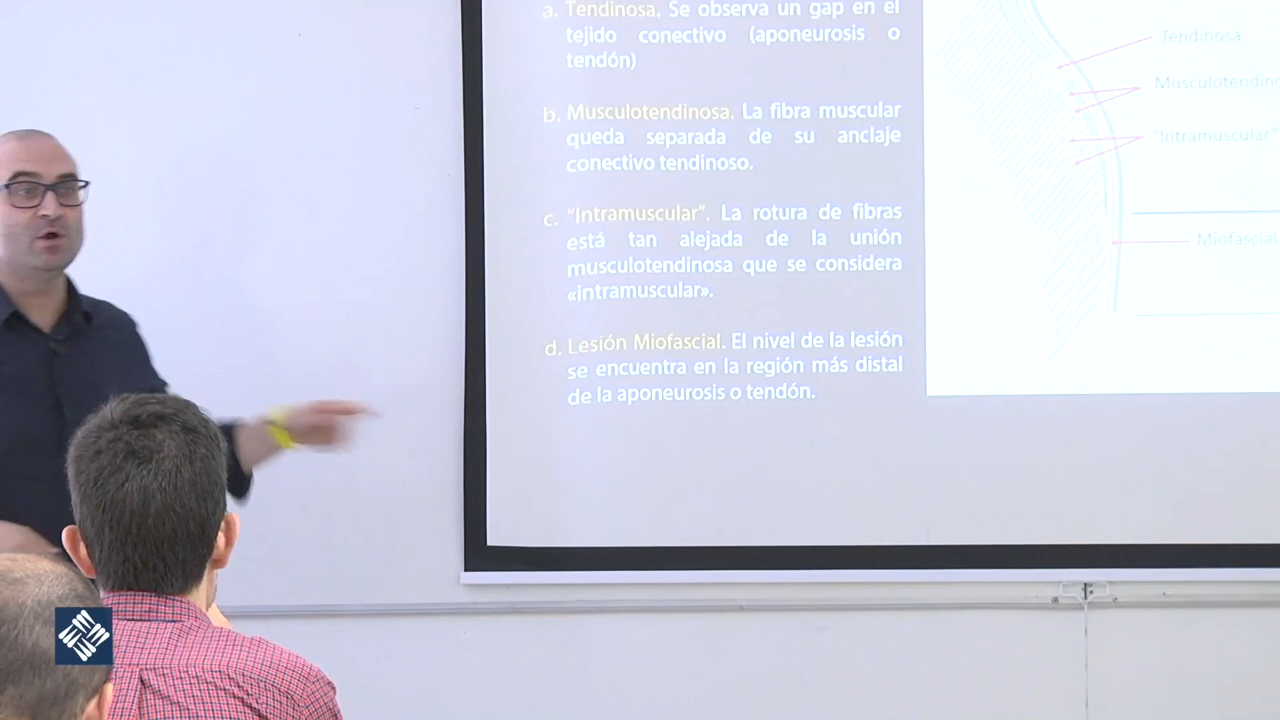 a. Tendinosa. Se observa un gap en el
tejido conectivo (aponeurosis o
tendón)
b. Musculotendinosa. La fibra muscular
queda separada de su anclaje
conectivo tendinoso.
c. “Intramuscular”. La rotura de fibras
está tan alejada de la unión
musculotendinosa que se considera
«intramuscular».
d. Lesión Miofascial. El nivel de la lesión
se encuentra en la región más distal
de la aponeurosis o tendón.
Tendinosa
Musculotendino
“Intramuscular”
Miofascial